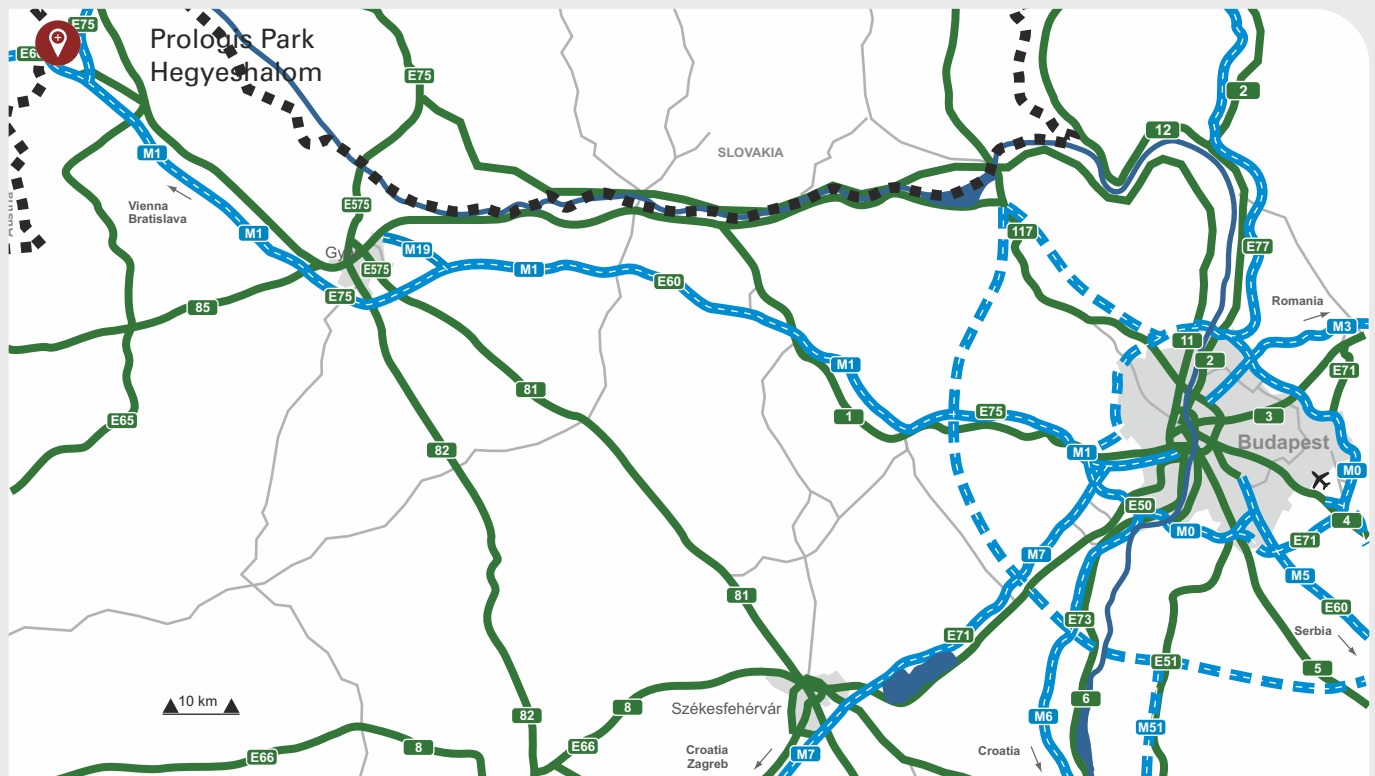 E75
E60
Prologis Park
Hegyeshalom
E75
2
12
M1
SLOVAKIA
Austria
Vienna
Bratislava
E575
M1
117
E77
M19
Gy
E575
M1
E60
E75
85
Romania
M3
11
2
E71
M1
81
1
E75
3
E65
82
M1
Budapest
M0
E50
4
M0
E71
M7
M5
81
E60
E73
E71
Serbia
E51
5
10 km
6
8
Székesfehérvár
82
M6
M51
E66
8
E66
Croatia
Zagreb
M7
Croatia